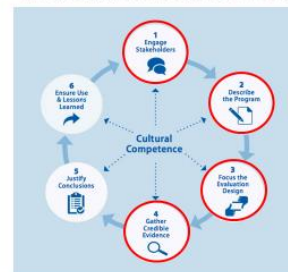 1
Engage
Stakeholders
2
Describe
the Program
3
Focus the
Evaluation
Design
4
Gather
Credible
Evidence
5
Justify
Conclusions
6
Ensure Use
& Lessons
Learned
Cultural
Competence